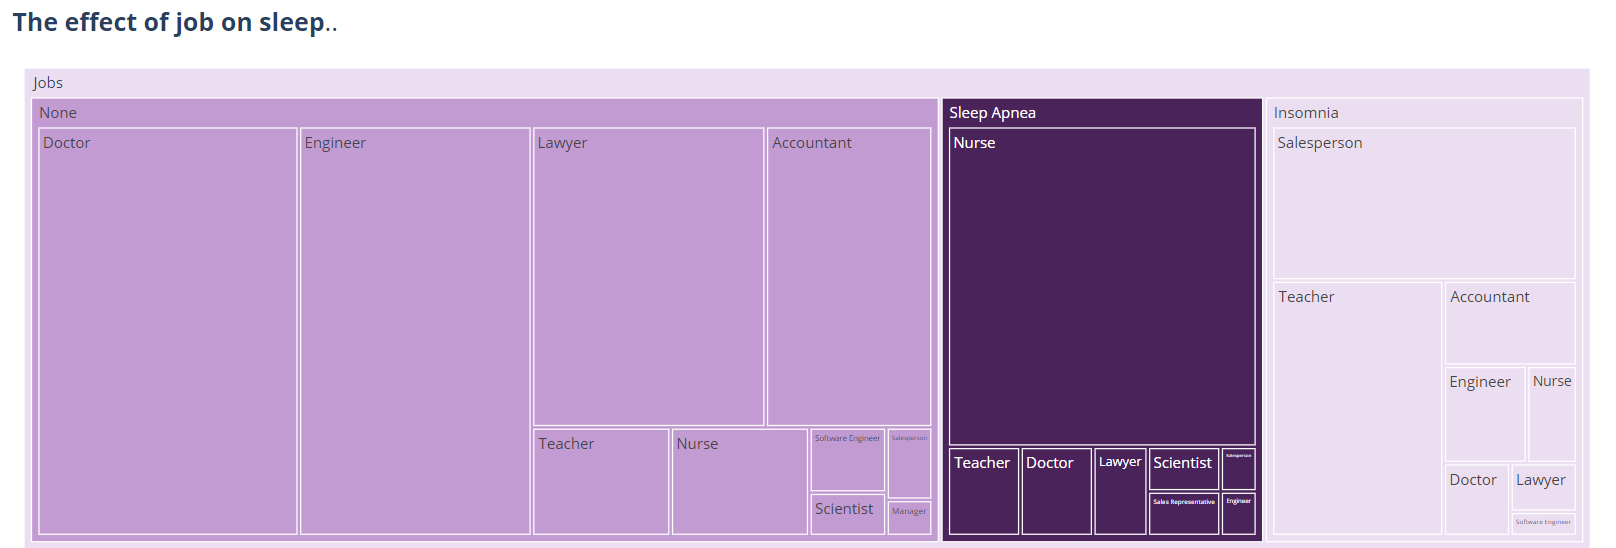 The effect of job on sleep..
Jobs
None
Doctor
Engineer
Lawyer
Accountant
Teacher
Nurse
Software Engineer
Salesperson
Scientist
Manager
Sleep Apnea
Nurse
Teacher
Doctor
Lawyer
Scientist
Salesperson
Sales Representative
Engineer
Insomnia
Salesperson
Teacher
Accountant
Engineer
Nurse
Doctor
Lawyer
Software Engineer